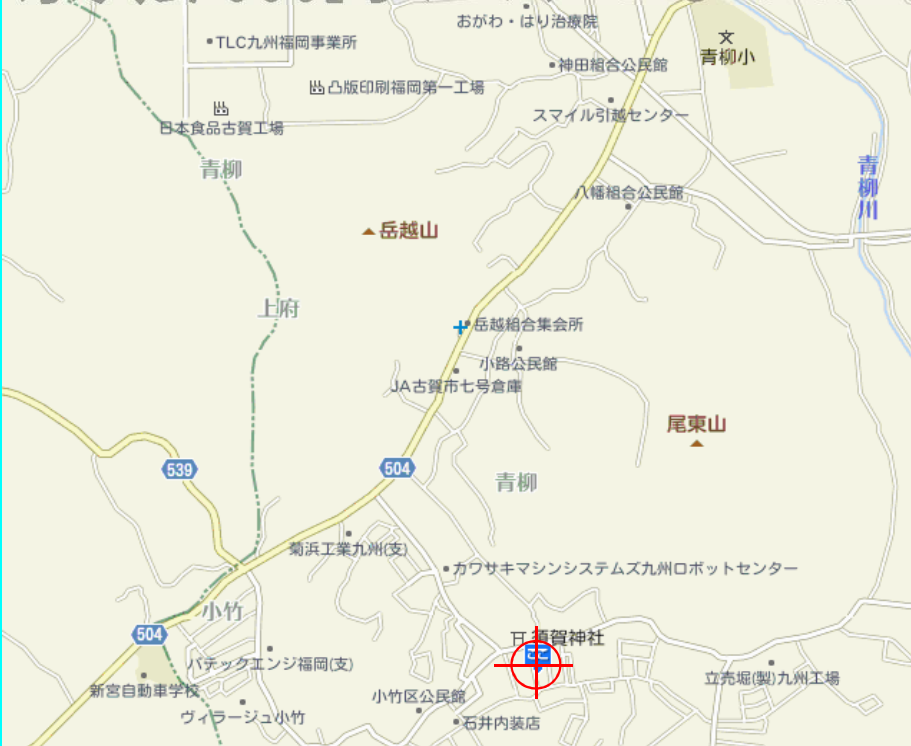 おがわ・はり治療院
TLC九州福岡事業所
青柳小
神田組合公民館
凸版印刷福岡第一工場
スマイル引越センター
日本食品古賀工場
青柳
青柳川
八幡組合公民館
岳越山
上府
岳越組合集会所
小路公民館
JA古賀市七号倉庫
尾東山
539
504
青柳
菊浜工業九州(支)
カワサキマシンシステムズ九州ロボットセンター
小竹
504
須賀神社
ここ
パテックエンジ福岡(支)
立売堀(製)九州工場
新宮自動車学校
小竹区公民館
ヴィラージュ小竹
石井内装店